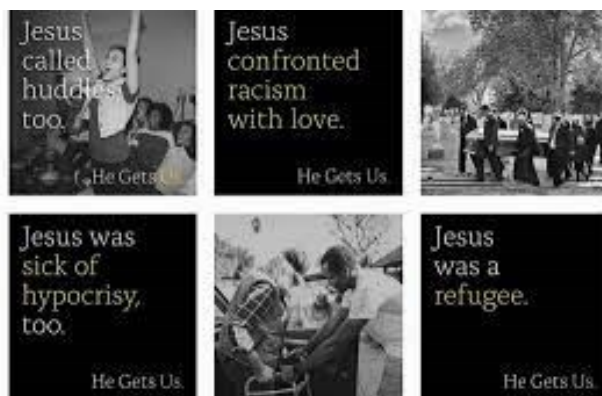 Jesus
called
huddles
too.
He Gets Us.
Jesus
confronted
racism
with love.
He Gets Us.
Jesus was
sick of
hypocrisy,
too.
He Gets Us.
Jesus
was a
refugee.
He Gets Us.